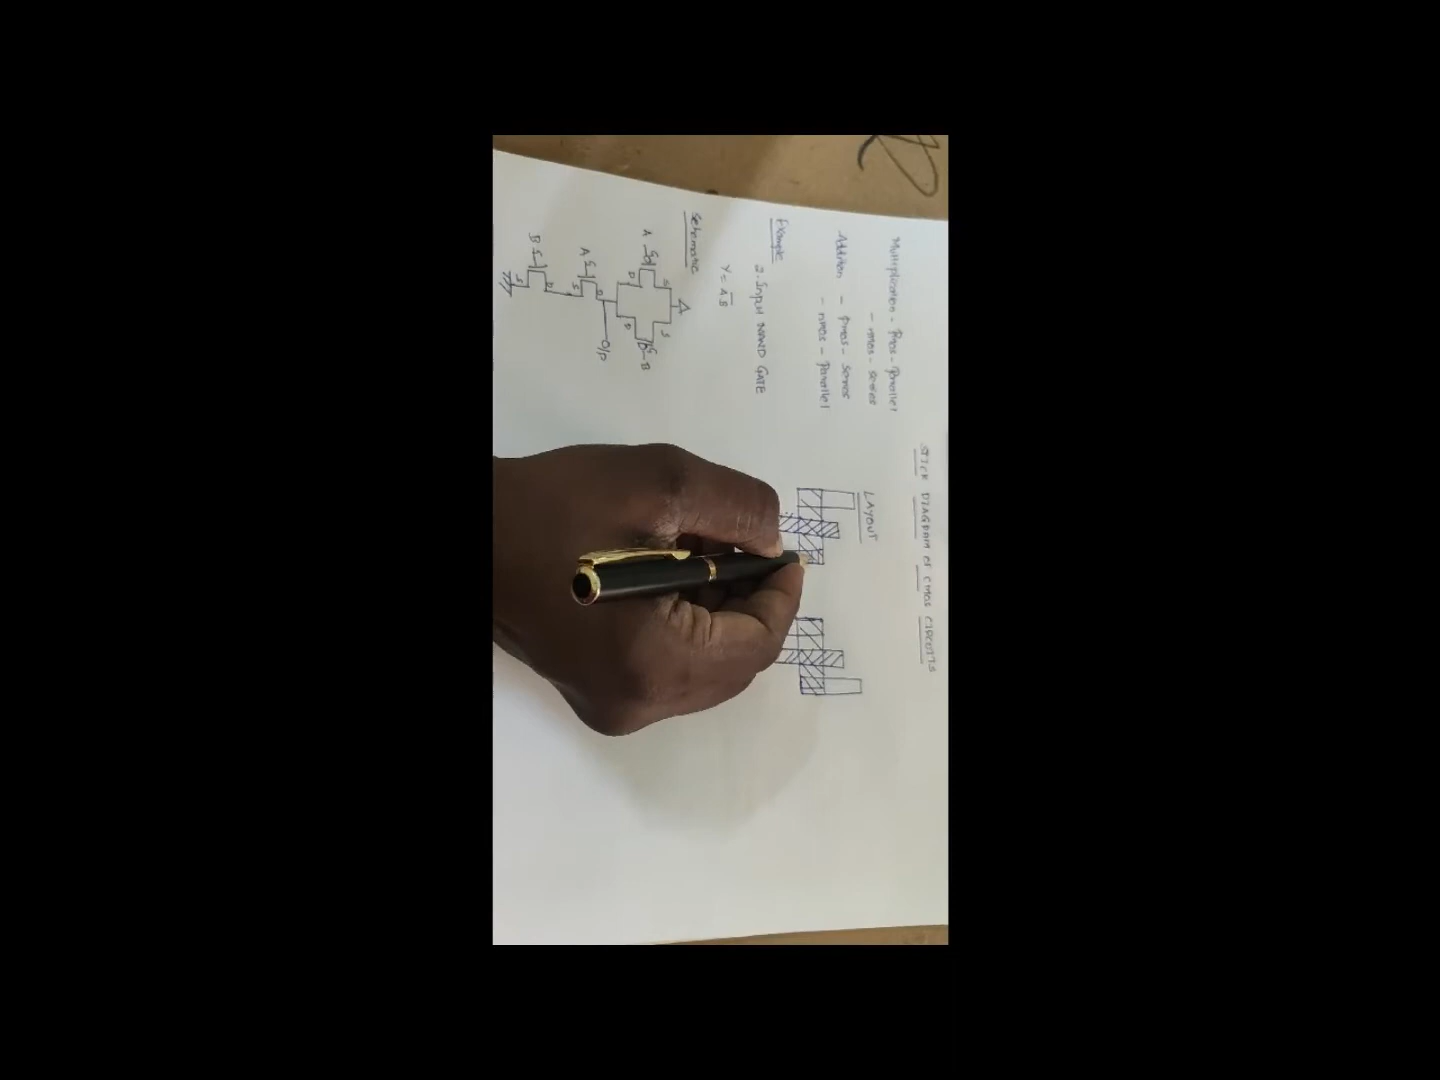 STICK DIAGRAM OF CMOS CIRCUITS
Multiplication - Pmos - Parallel
- nmos - series
Addition - Pmos - series
- nmos - Parallel
Example
2-Input NAND GATE
Y = A.B
Schematic
A G
S
S
G B
D
D
O/P
A G
D
S
B G
D
S
LAYOUT